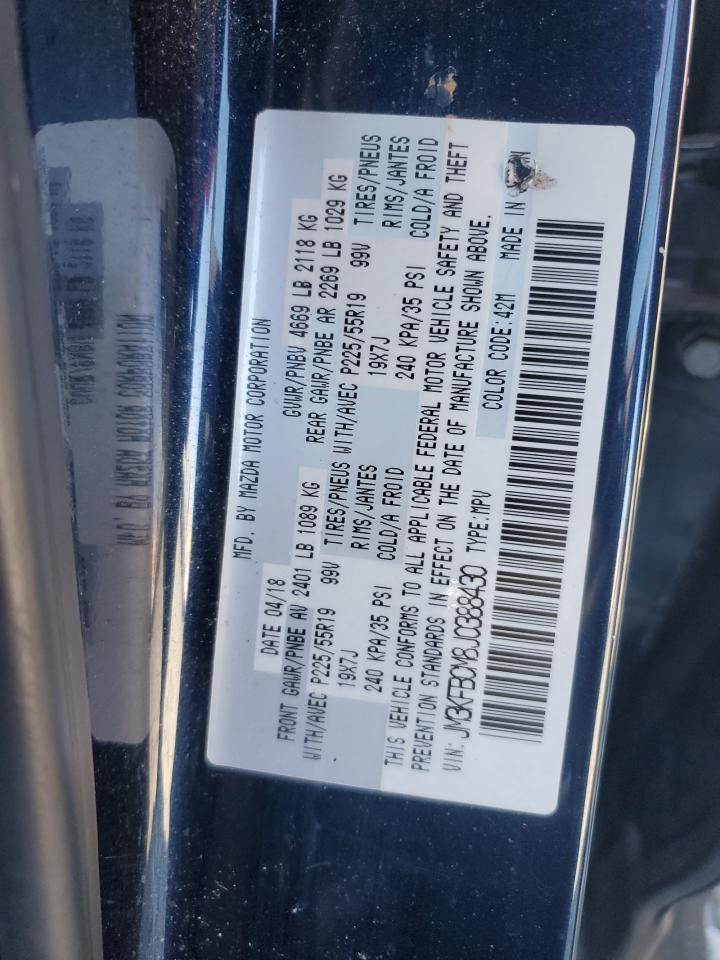 MFD. BY MAZDA MOTOR CORPORATION
DATE 04/18 GVWR/PNBV 4669 LB 2118 KG
FRONT GAWR/PNBE AV 2401 LB 1089 KG REAR GAWR/PNBE AR 2269 LB 1029 KG
WITH/AVEC P225/55R19 99V TIRES/PNEUS WITH/AVEC P225/55R19 99V TIRES/PNEUS
19X7J RIMS/JANTES 19X7J RIMS/JANTES
240 KPA/35 PSI COLD/A FROID 240 KPA/35 PSI COLD/A FROID
THIS VEHICLE CONFORMS TO ALL APPLICABLE FEDERAL MOTOR VEHICLE SAFETY AND THEFT
PREVENTION STANDARDS IN EFFECT ON THE DATE OF MANUFACTURE SHOWN ABOVE.
VIN: JM3KFBCM8J0388430 TYPE:MPV COLOR CODE:42M MADE IN